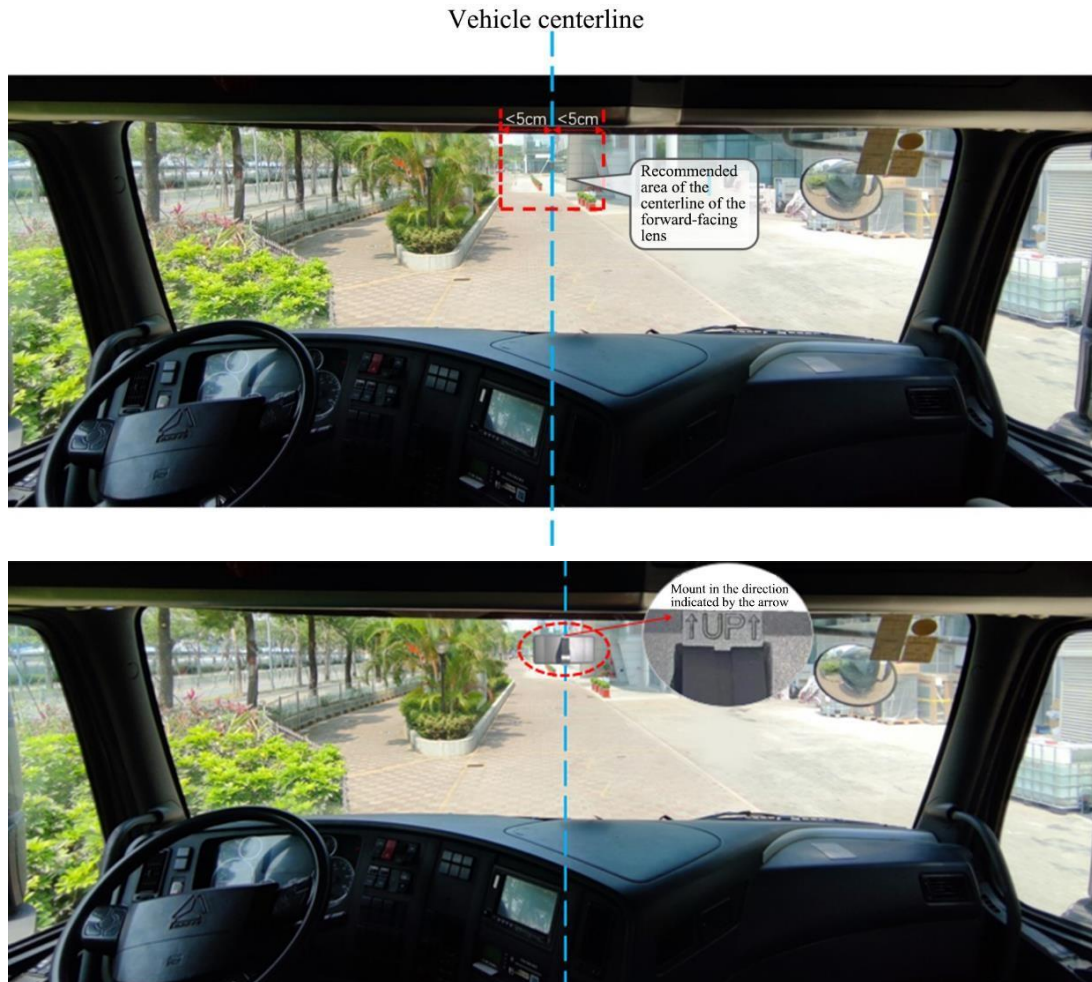 Vehicle centerline
<5cm
<5cm
Recommended
area of the
centerline of the
forward-facing
lens
Mount in the direction
indicated by the arrow
↑UP↑